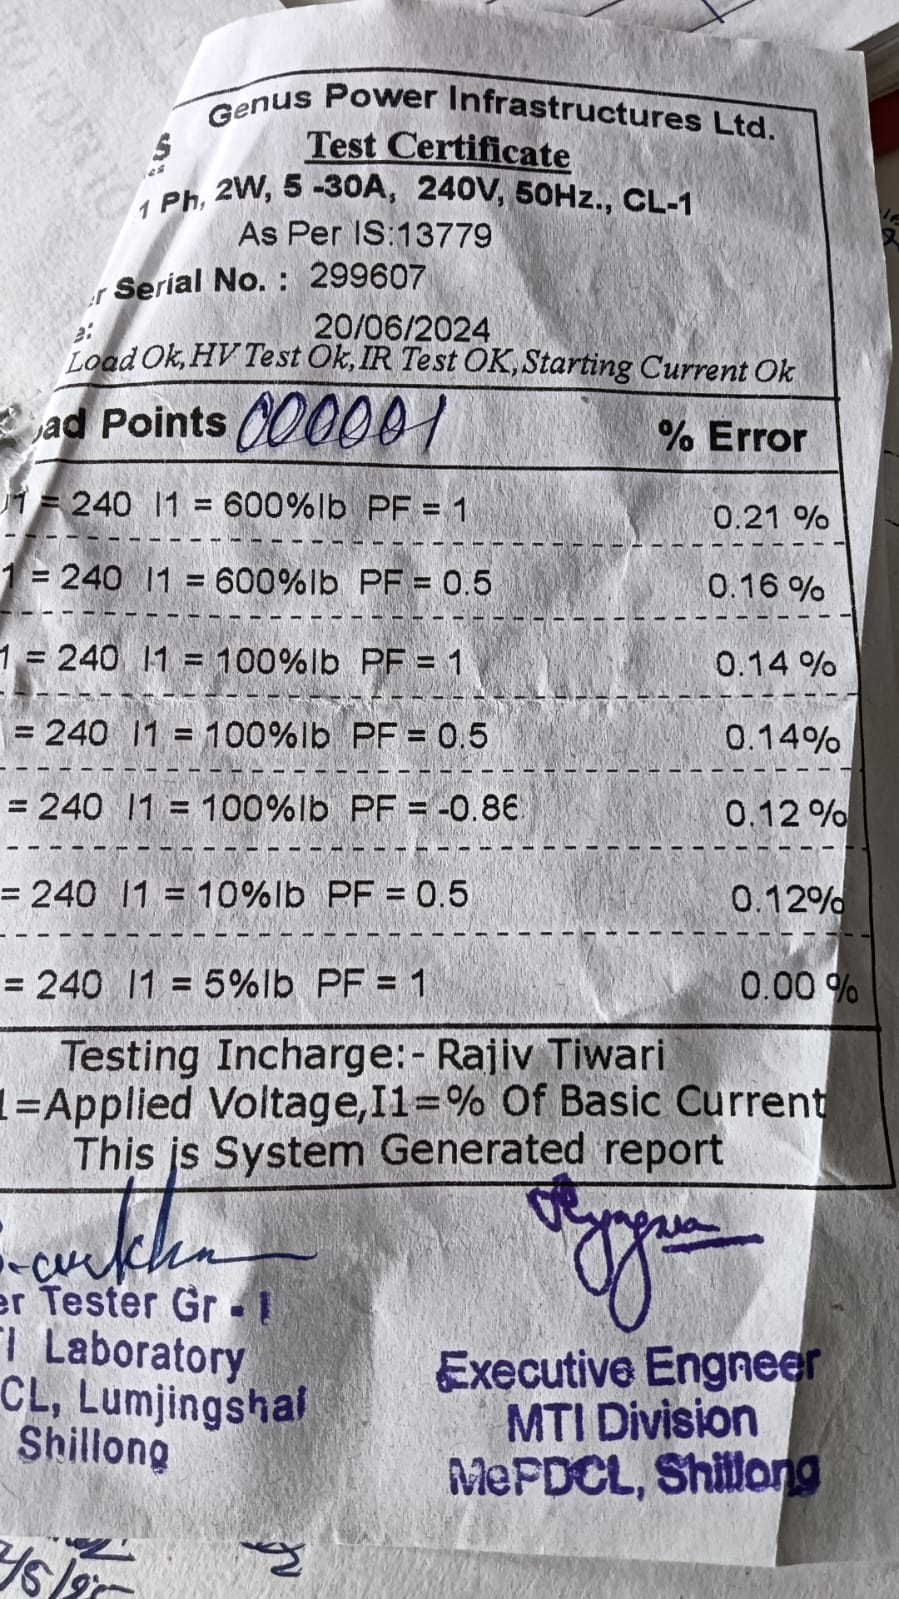 Genus Power Infrastructures Ltd.
Test Certificate
1 Ph, 2W, 5 -30A, 240V, 50Hz., CL-1
As Per IS:13779
Serial No. : 299607
20/06/2024
Load Ok,HV Test Ok,IR Test OK,Starting Current Ok
ad Points 000001 % Error
1 = 240 I1 = 600%Ib PF = 1 0.21 %
1 = 240 I1 = 600%Ib PF = 0.5 0.16 %
1 = 240 I1 = 100%Ib PF = 1 0.14 %
= 240 I1 = 100%Ib PF = 0.5 0.14%
= 240 I1 = 100%Ib PF = -0.86 0.12 %
= 240 I1 = 10%Ib PF = 0.5 0.12%
= 240 I1 = 5%Ib PF = 1 0.00 %
Testing Incharge:- Rajiv Tiwari
1=Applied Voltage,I1=% Of Basic Current
This is System Generated report
er Tester Gr - I
I Laboratory
CL, Lumjingshai
Shillong
Executive Engneer
MTI Division
MePDCL, Shillong